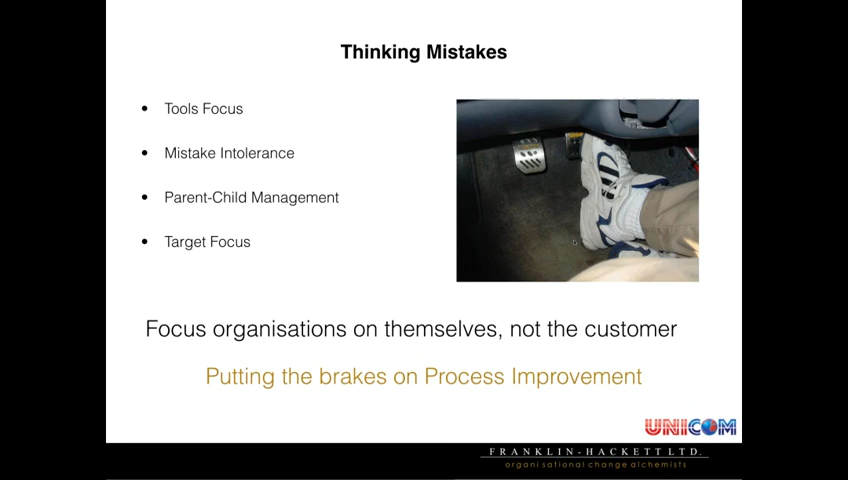 Thinking Mistakes
• Tools Focus
• Mistake Intolerance
• Parent-Child Management
• Target Focus
Focus organisations on themselves, not the customer
Putting the brakes on Process Improvement
UNICOM
FRANKLIN-HACKETT LTD.
organisational change alchemists